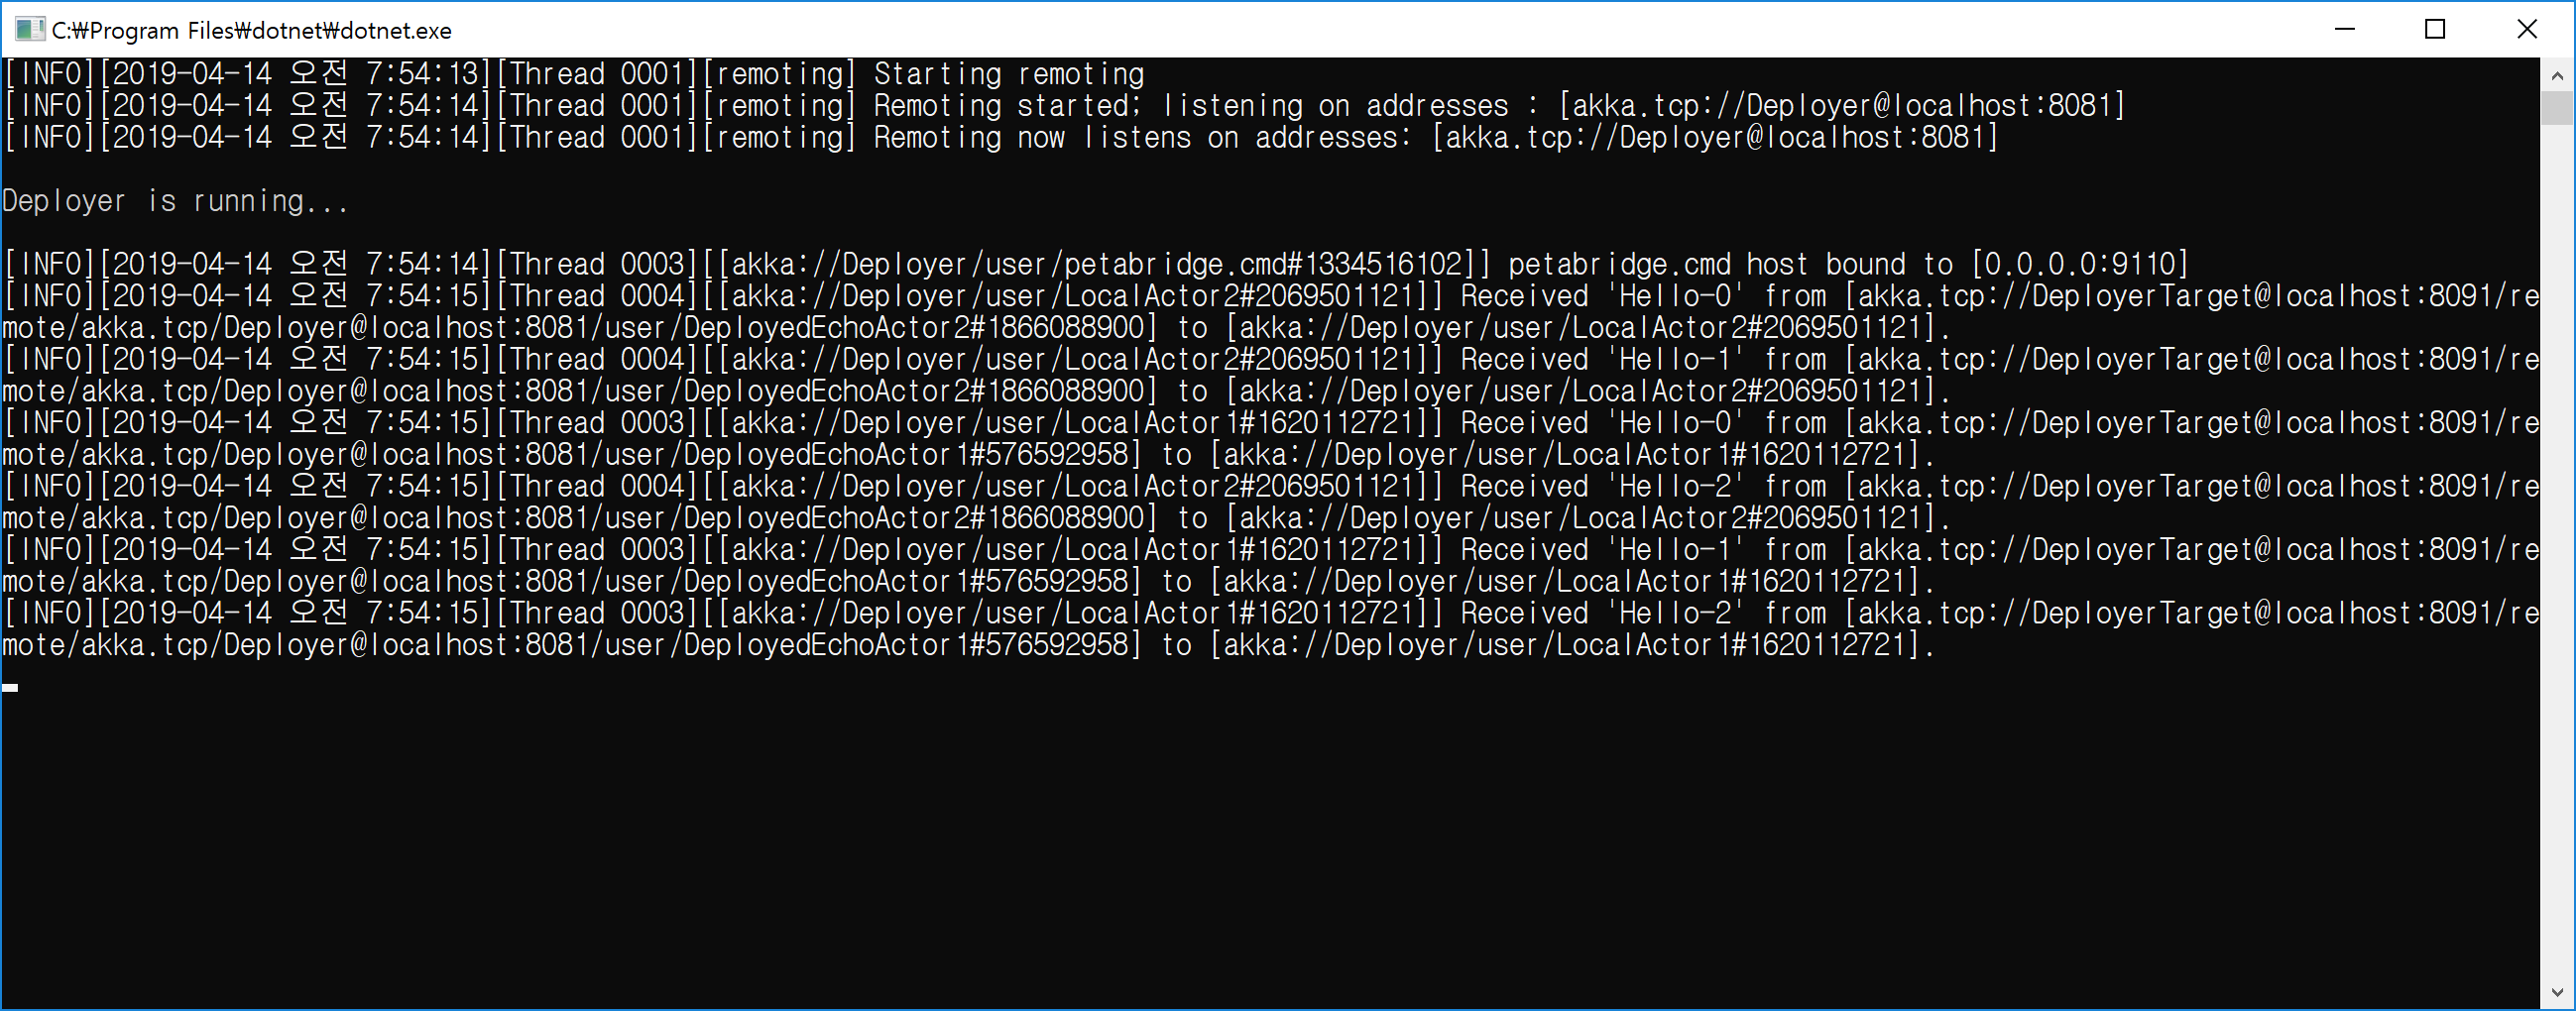 C:₩Program Files₩dotnet₩dotnet.exe
[INFO][2019-04-14 오전 7:54:13][Thread 0001][remoting] Starting remoting
[INFO][2019-04-14 오전 7:54:14][Thread 0001][remoting] Remoting started; listening on addresses : [akka.tcp://Deployer@localhost:8081]
[INFO][2019-04-14 오전 7:54:14][Thread 0001][remoting] Remoting now listens on addresses: [akka.tcp://Deployer@localhost:8081]
Deployer is running...
[INFO][2019-04-14 오전 7:54:14][Thread 0003][[akka://Deployer/user/petabridge.cmd#1334516102]] petabridge.cmd host bound to [0.0.0.0:9110]
[INFO][2019-04-14 오전 7:54:15][Thread 0004][[akka://Deployer/user/LocalActor2#2069501121]] Received 'Hello-0' from [akka.tcp://DeployerTarget@localhost:8091/re
mote/akka.tcp/Deployer@localhost:8081/user/DeployedEchoActor2#1866088900] to [akka://Deployer/user/LocalActor2#2069501121].
[INFO][2019-04-14 오전 7:54:15][Thread 0004][[akka://Deployer/user/LocalActor2#2069501121]] Received 'Hello-1' from [akka.tcp://DeployerTarget@localhost:8091/re
mote/akka.tcp/Deployer@localhost:8081/user/DeployedEchoActor2#1866088900] to [akka://Deployer/user/LocalActor2#2069501121].
[INFO][2019-04-14 오전 7:54:15][Thread 0003][[akka://Deployer/user/LocalActor1#1620112721]] Received 'Hello-0' from [akka.tcp://DeployerTarget@localhost:8091/re
mote/akka.tcp/Deployer@localhost:8081/user/DeployedEchoActor1#576592958] to [akka://Deployer/user/LocalActor1#1620112721].
[INFO][2019-04-14 오전 7:54:15][Thread 0004][[akka://Deployer/user/LocalActor2#2069501121]] Received 'Hello-2' from [akka.tcp://DeployerTarget@localhost:8091/re
mote/akka.tcp/Deployer@localhost:8081/user/DeployedEchoActor2#1866088900] to [akka://Deployer/user/LocalActor2#2069501121].
[INFO][2019-04-14 오전 7:54:15][Thread 0003][[akka://Deployer/user/LocalActor1#1620112721]] Received 'Hello-1' from [akka.tcp://DeployerTarget@localhost:8091/re
mote/akka.tcp/Deployer@localhost:8081/user/DeployedEchoActor1#576592958] to [akka://Deployer/user/LocalActor1#1620112721].
[INFO][2019-04-14 오전 7:54:15][Thread 0003][[akka://Deployer/user/LocalActor1#1620112721]] Received 'Hello-2' from [akka.tcp://DeployerTarget@localhost:8091/re
mote/akka.tcp/Deployer@localhost:8081/user/DeployedEchoActor1#576592958] to [akka://Deployer/user/LocalActor1#1620112721].